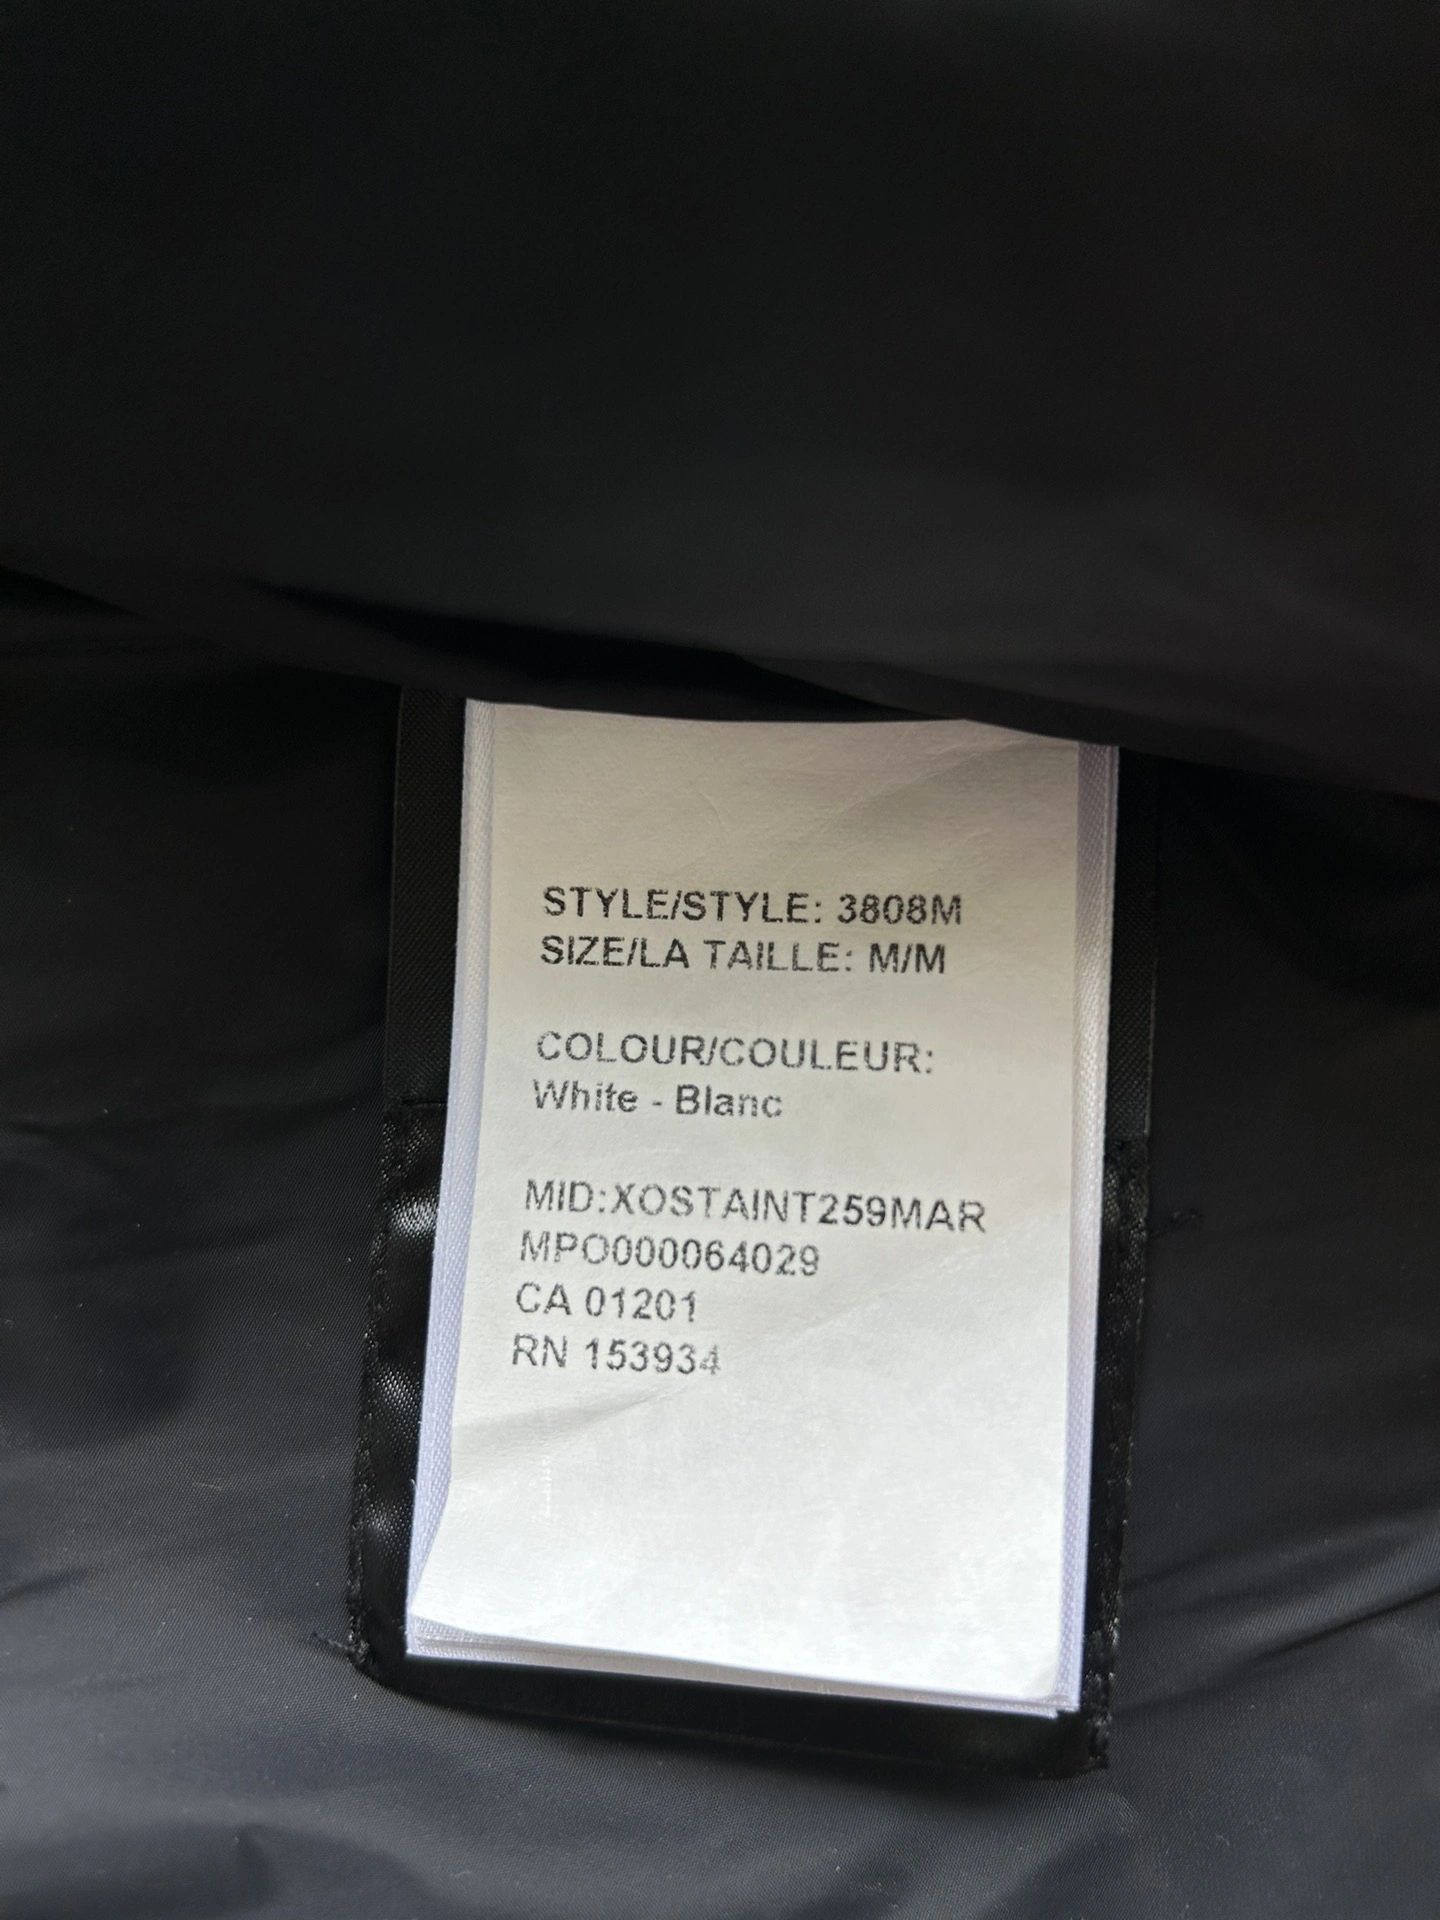 STYLE/STYLE: 3808M
SIZE/LA TAILLE: M/M
COLOUR/COULEUR:
White - Blanc
MID:XOSTAINT259MAR
MPO000064029
CA 01201
RN 153934